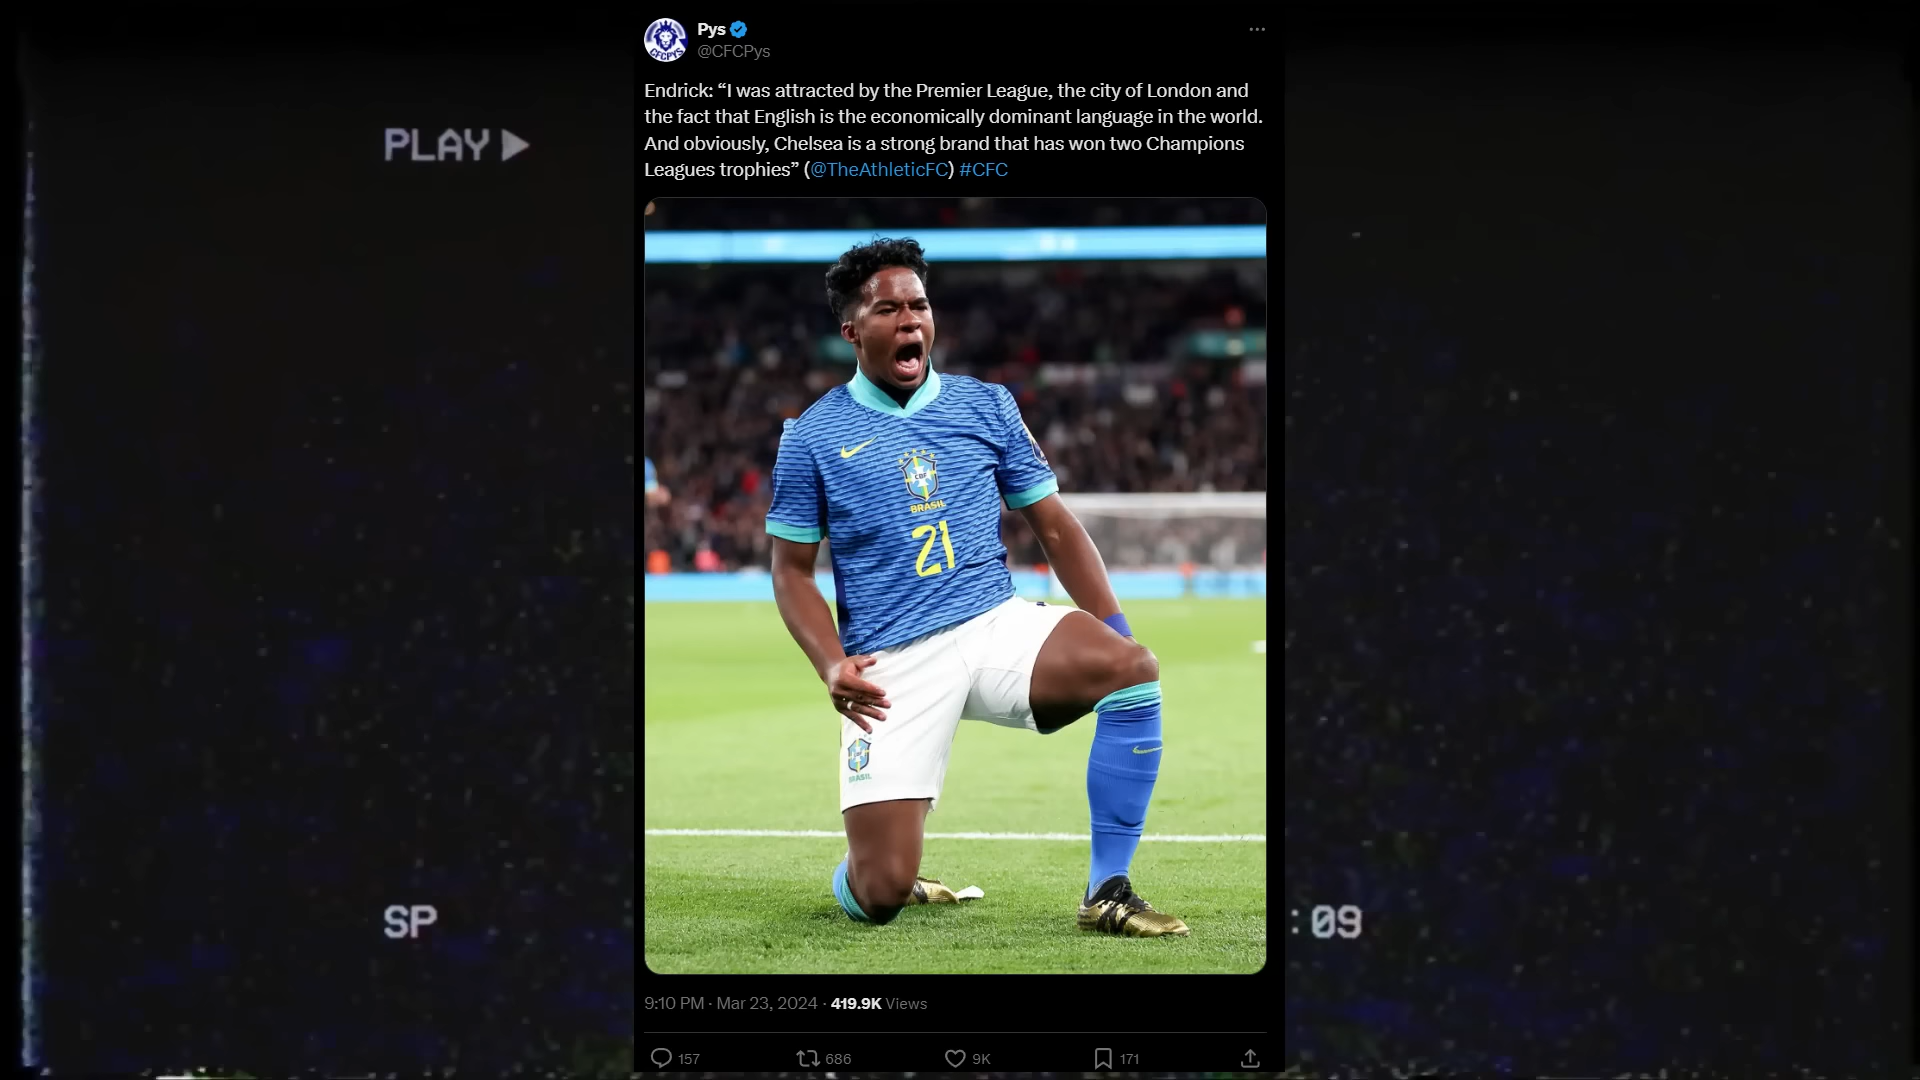 Pys
@CFCPys
PLAY
Endrick: “I was attracted by the Premier League, the city of London and
the fact that English is the economically dominant language in the world.
And obviously, Chelsea is a strong brand that has won two Champions
Leagues trophies” (@TheAthleticFC) #CFC
CBF
BRASIL
21
BRASIL
SP
:09
9:10 PM · Mar 23, 2024 · 419.9K Views
157 686 9K 171